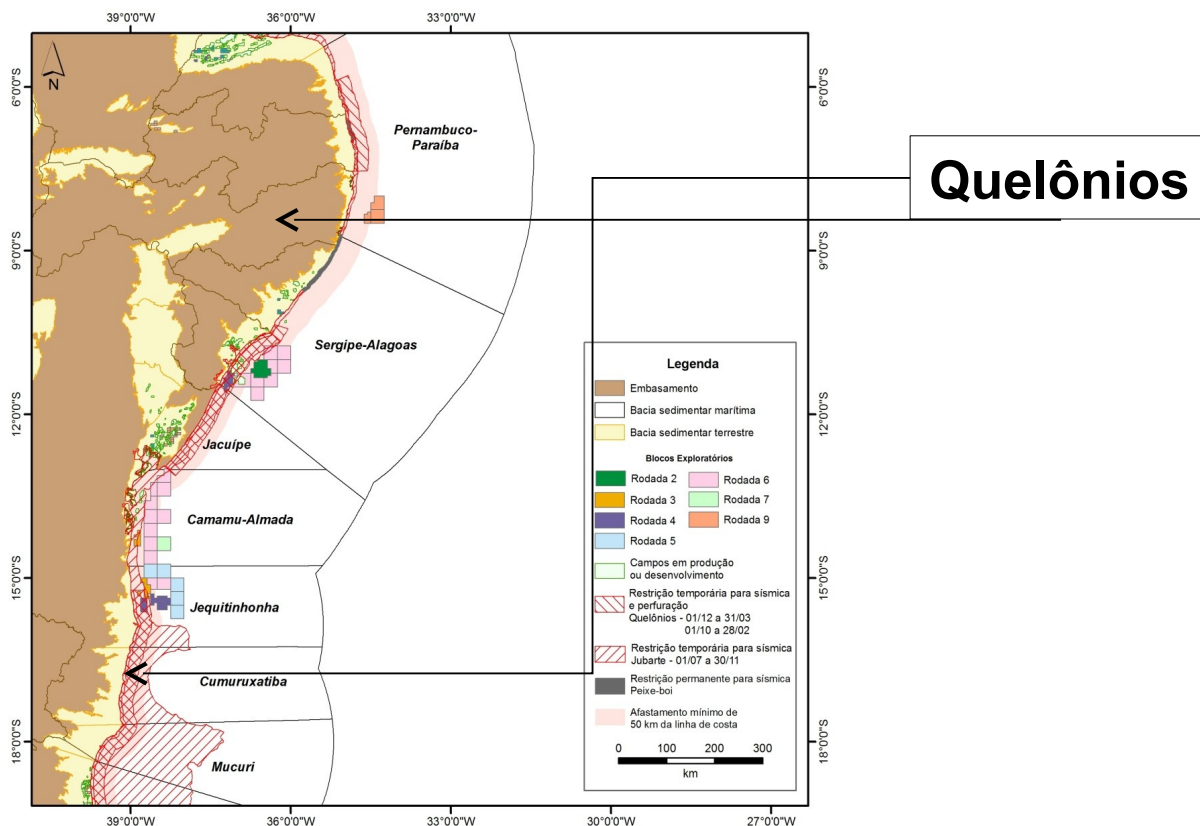 39°0'0"W 36°0'0"W 33°0'0"W
6°0'0"S 6°0'0"S
N
Pernambuco-
Paraíba
Quelônios
9°0'0"S 9°0'0"S
Sergipe-Alagoas
12°0'0"S 12°0'0"S
Jacuípe
Camamu-Almada
15°0'0"S 15°0'0"S
Jequitinhonha
Cumuruxatiba
18°0'0"S 18°0'0"S
Mucuri
Legenda
Embasamento
Bacia sedimentar marítima
Bacia sedimentar terrestre
Blocos Exploratórios
Rodada 2 Rodada 6
Rodada 3 Rodada 7
Rodada 4 Rodada 9
Rodada 5
Campos em produção
ou desenvolvimento
Restrição temporária para sísmica
e perfuração
Quelônios - 01/12 a 31/03
01/10 a 28/02
Restrição temporária para sísmica
Jubarte - 01/07 a 30/11
Restrição permanente para sísmica
Peixe-boi
Afastamento mínimo de
50 km da linha de costa
0 100 200 300
km
39°0'0"W 36°0'0"W 33°0'0"W 30°0'0"W 27°0'0"W